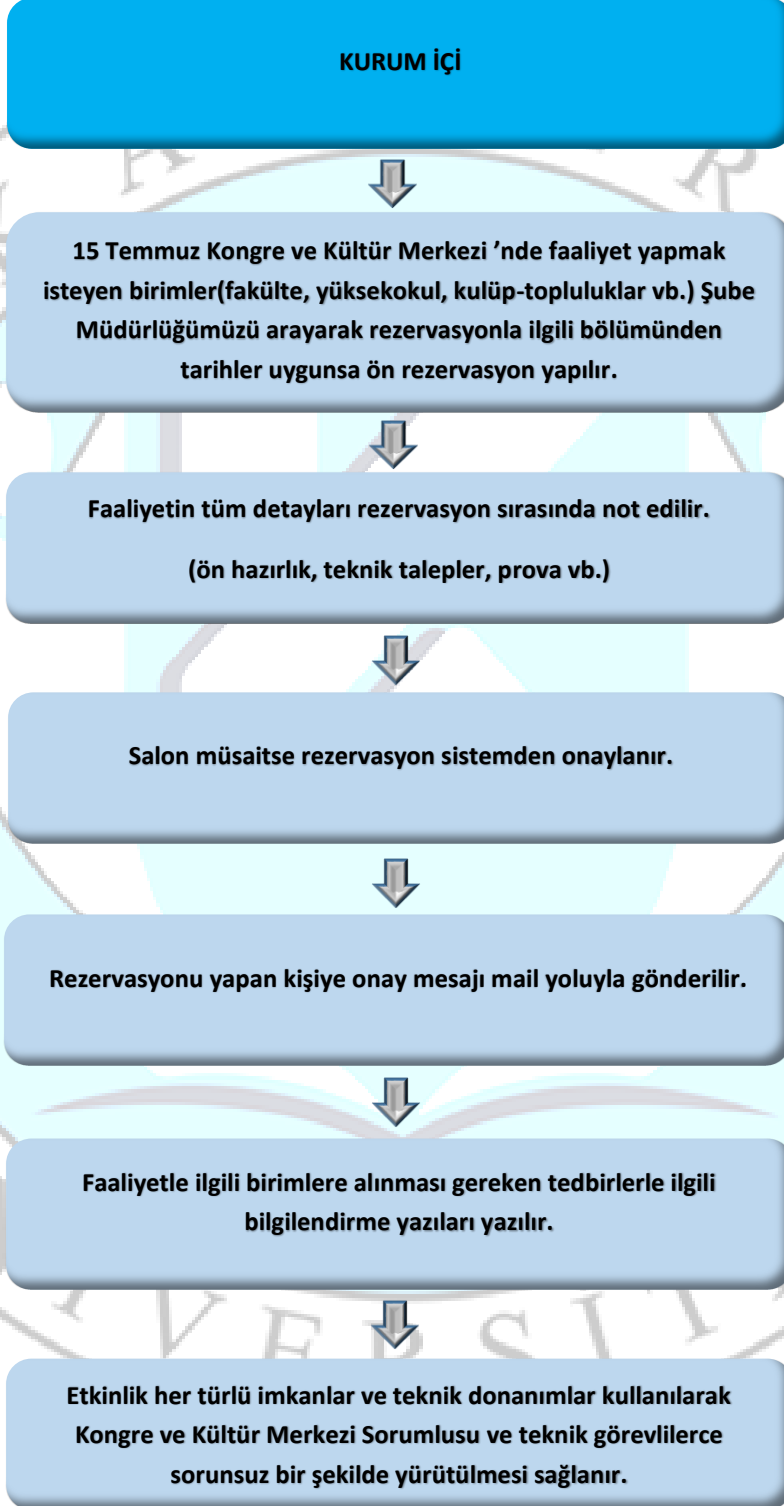 KURUM İÇİ
15 Temmuz Kongre ve Kültür Merkezi ’nde faaliyet yapmak
isteyen birimler(fakülte, yüksekokul, kulüp-topluluklar vb.) Şube
Müdürlüğümüzü arayarak rezervasyonla ilgili bölümünden
tarihler uygunsa ön rezervasyon yapılır.
Faaliyetin tüm detayları rezervasyon sırasında not edilir.
(ön hazırlık, teknik talepler, prova vb.)
Salon müsaitse rezervasyon sistemden onaylanır.
Rezervasyonu yapan kişiye onay mesajı mail yoluyla gönderilir.
Faaliyetle ilgili birimlere alınması gereken tedbirlerle ilgili
bilgilendirme yazıları yazılır.
Etkinlik her türlü imkanlar ve teknik donanımlar kullanılarak
Kongre ve Kültür Merkezi Sorumlusu ve teknik görevlilerce
sorunsuz bir şekilde yürütülmesi sağlanır.